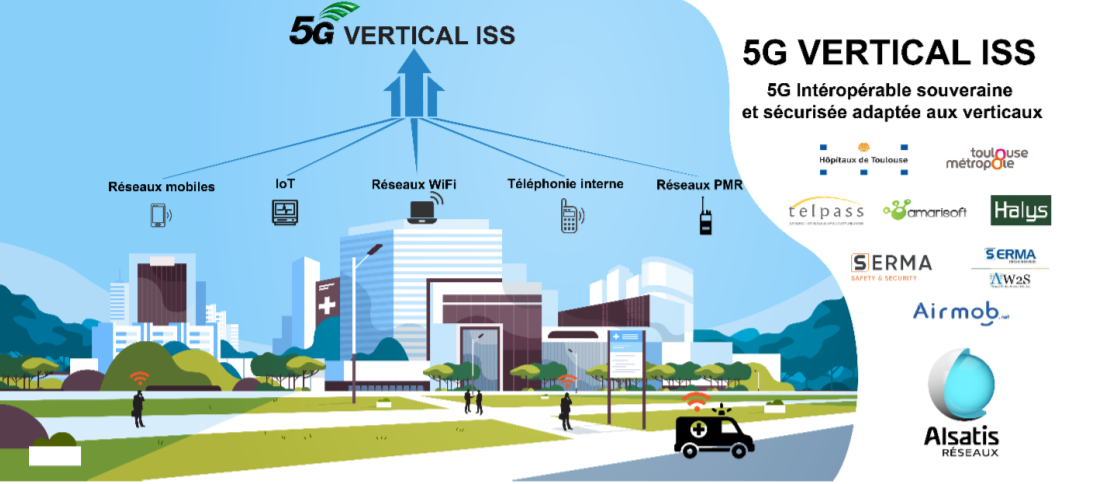 5G VERTICAL ISS
Réseaux mobiles
IoT
Réseaux WiFi
Téléphonie interne
Réseaux PMR
5G VERTICAL ISS
5G Intéropérable souveraine
et sécurisée adaptée aux verticaux
Hôpitaux de Toulouse
toulouse
métropole
telpass
amarisoft
Halys
SERMA
SAFETY & SECURITY
SERMA
AW2S
Airmob.net
Alsatis
RÉSEAUX